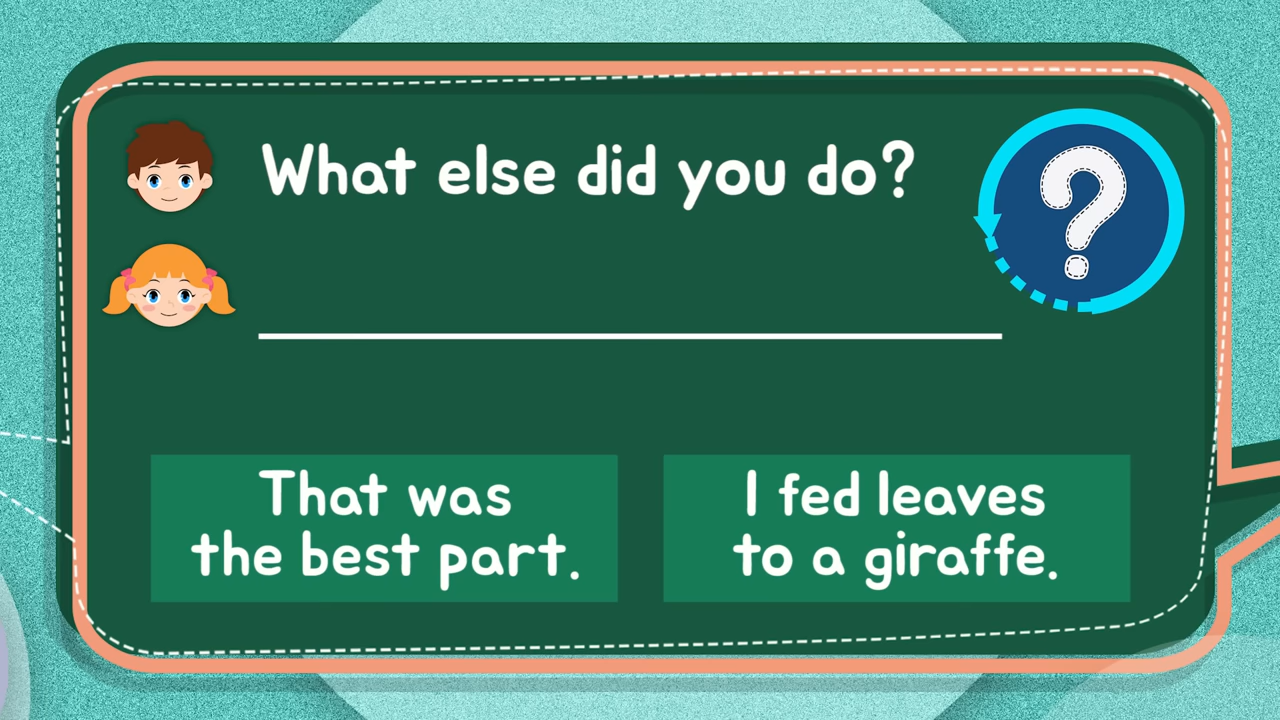 What else did you do?
That was
the best part.
I fed leaves
to a giraffe.